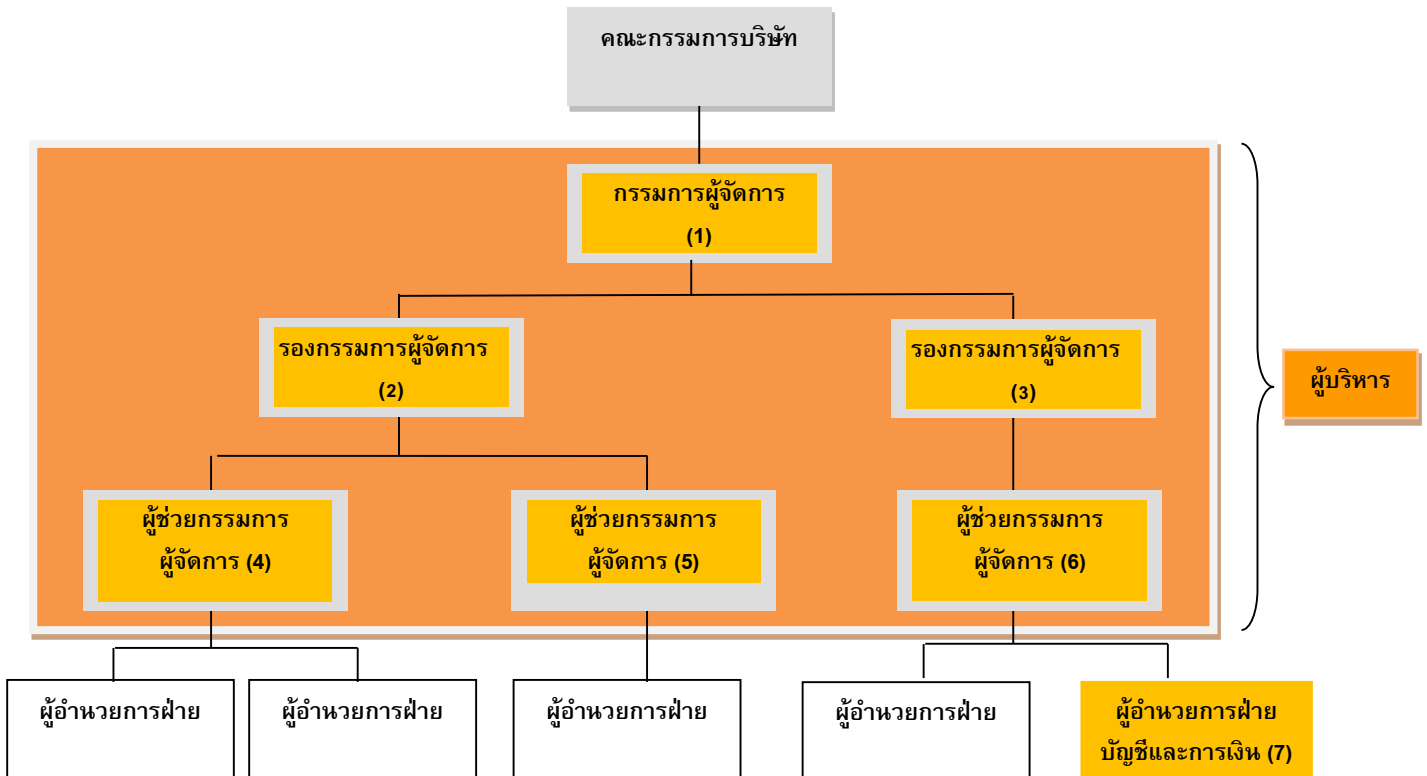 คณะกรรมการบริษัท
กรรมการผู้จัดการ
(1)
รองกรรมการผู้จัดการ
(2)
รองกรรมการผู้จัดการ
(3)
ผู้บริหาร
ผู้ช่วยกรรมการ
ผู้จัดการ (4)
ผู้ช่วยกรรมการ
ผู้จัดการ (5)
ผู้ช่วยกรรมการ
ผู้จัดการ (6)
ผู้อำนวยการฝ่าย
ผู้อำนวยการฝ่าย
ผู้อำนวยการฝ่าย
ผู้อำนวยการฝ่าย
ผู้อำนวยการฝ่าย
บัญชีและการเงิน (7)